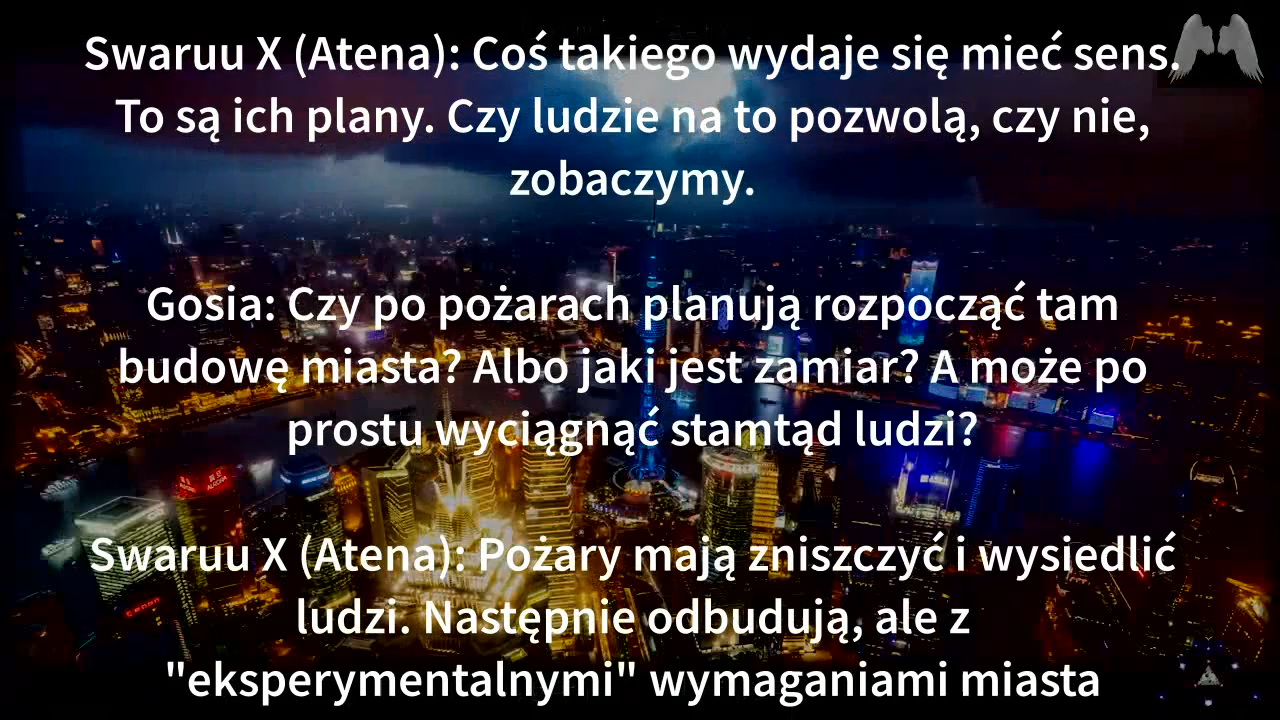 Swaruu X (Atena): Coś takiego wydaje się mieć sens.
To są ich plany. Czy ludzie na to pozwolą, czy nie,
zobaczymy.
Gosia: Czy po pożarach planują rozpocząć tam
budowę miasta? Albo jaki jest zamiar? A może po
prostu wyciągnąć stamtąd ludzi?
Swaruu X (Atena): Pożary mają zniszczyć i wysiedlić
ludzi. Następnie odbudują, ale z
"eksperymentalnymi" wymaganiami miasta